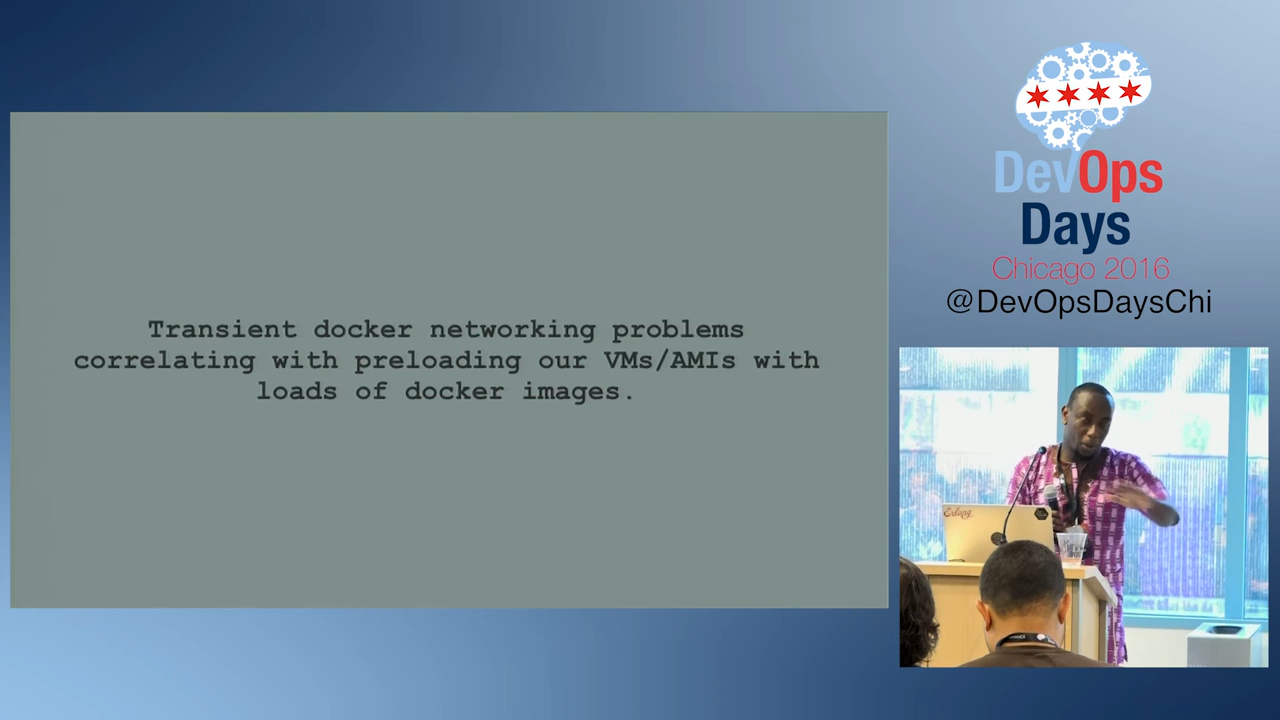 Transient docker networking problems
correlating with preloading our VMs/AMIs with
loads of docker images.
DevOps
Days
Chicago 2016
@DevOpsDaysChi
Erlang